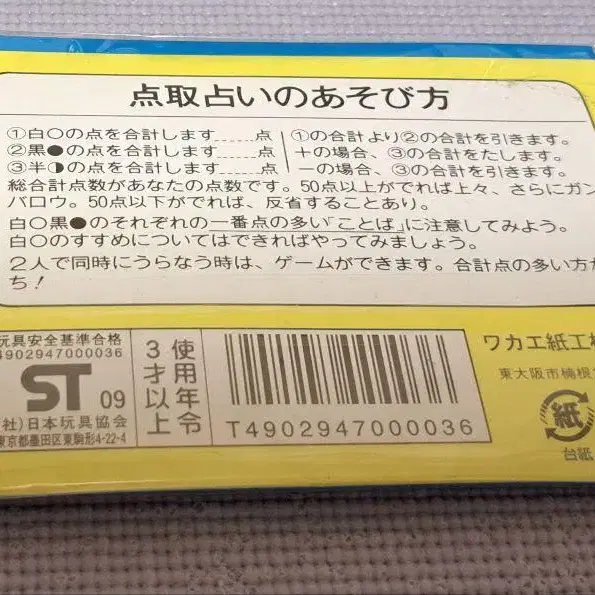 点取占いのあそび方
①白○の点を合計します……点
②黒●の点を合計します……点
③半◑の点を合計します……点
①の合計より②の合計を引きます。
＋の場合、③の合計をたします。
－の場合、③の合計を引きます。
総合計点数があなたの点数です。50点以上がでれば上々、さらにガン
バロウ。50点以下がでれば、反省することあり。
白○黒●のそれぞれの一番点の多い「ことば」に注意してみよう。
白○のすすめについてはできればやってみましょう。
2人で同時にうらなう時は、ゲームができます。合計点の多い方が
ち！
玩具安全基準合格
4902947000036
ST 09
社）日本玩具協会
東京都墨田区東駒形4-22-4
使用年令
3才以上
T4902947000036
ワカエ紙工
東大阪市楠根
紙
台紙